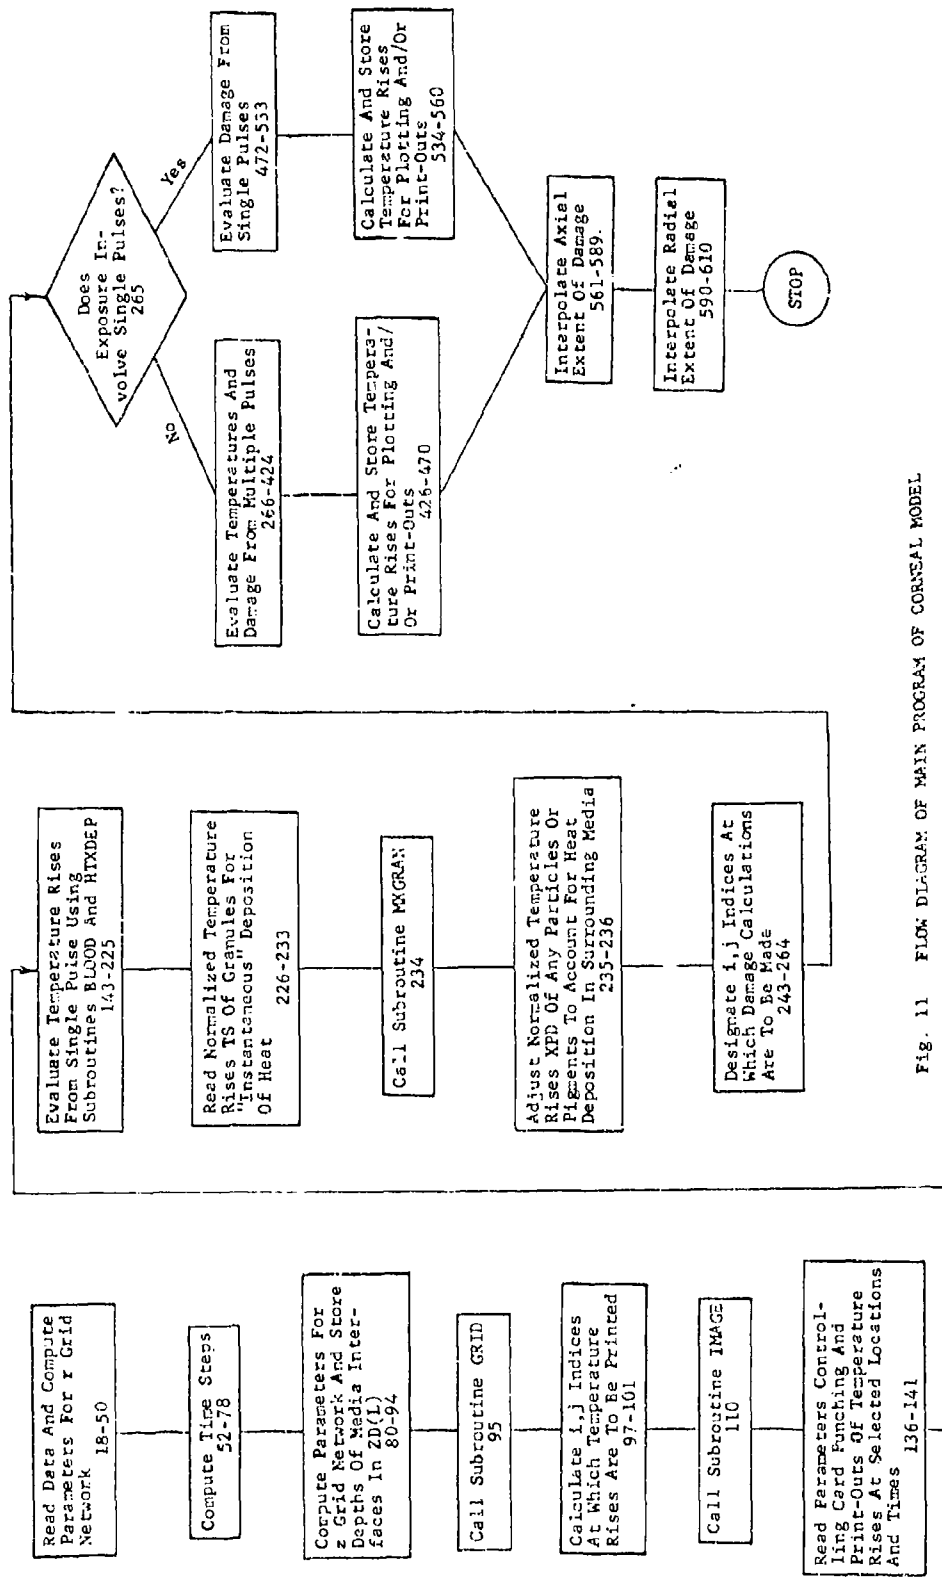 Read Data And Compute
Parameters For r Grid
Network
18-50
Compute Time Steps
52-78
Compute Parameters For
z Grid Network And Store
Depths Of Media Inter-
faces In ZD(L)
80-94
Call Subroutine GRID
95
Calculate i,j Indices
At Which Temperature
Rises Are To Be Printed
97-101
Call Subroutine IMAGE
110
Read Parameters Control-
ling Card Punching And
Print-Outs Of Temperature
Rises At Selected Locations
And Times
136-141
Evaluate Temperature Rises
From Single Pulse Using
Subroutines BLOOD And HTXDEP
143-225
Read Normalized Temperature
Rises TS Of Granules For
"Instantaneous" Deposition
Of Heat
226-233
Call Subroutine MXGRAN
234
Adjust Normalized Temperature
Rises XPD Of Any Particles Or
Pigments To Account For Heat
Deposition In Surrounding Media
235-236
Designate i,j Indices At
Which Damage Calculations
Are To Be Made
243-264
Does
Exposure In-
volve Single Pulses?
265
No
Yes
Evaluate Temperatures And
Damage From Multiple Pulses
266-424
Calculate And Store Tempera-
ture Rises For Plotting And/
Or Print-Outs
426-470
Evaluate Damage From
Single Pulses
472-533
Calculate And Store
Temperature Rises
For Plotting And/Or
Print-Outs
534-560
Interpolate Axial
Extent Of Damage
561-589.
Interpolate Radial
Extent Of Damage
590-610
STOP
Fig. 11 FLOW DIAGRAM OF MAIN PROGRAM OF CORNEAL MODEL